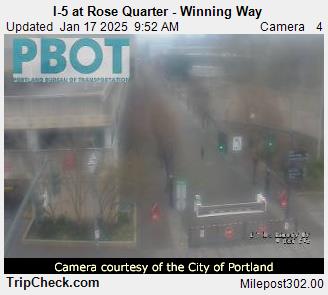 I-5 at Rose Quarter - Winning Way
Updated Jan 17 2025 9:52 AM Camera 4
PBOT
PORTLAND BUREAU OF TRANSPORTATION
Camera courtesy of the City of Portland
TripCheck.com Milepost302.00